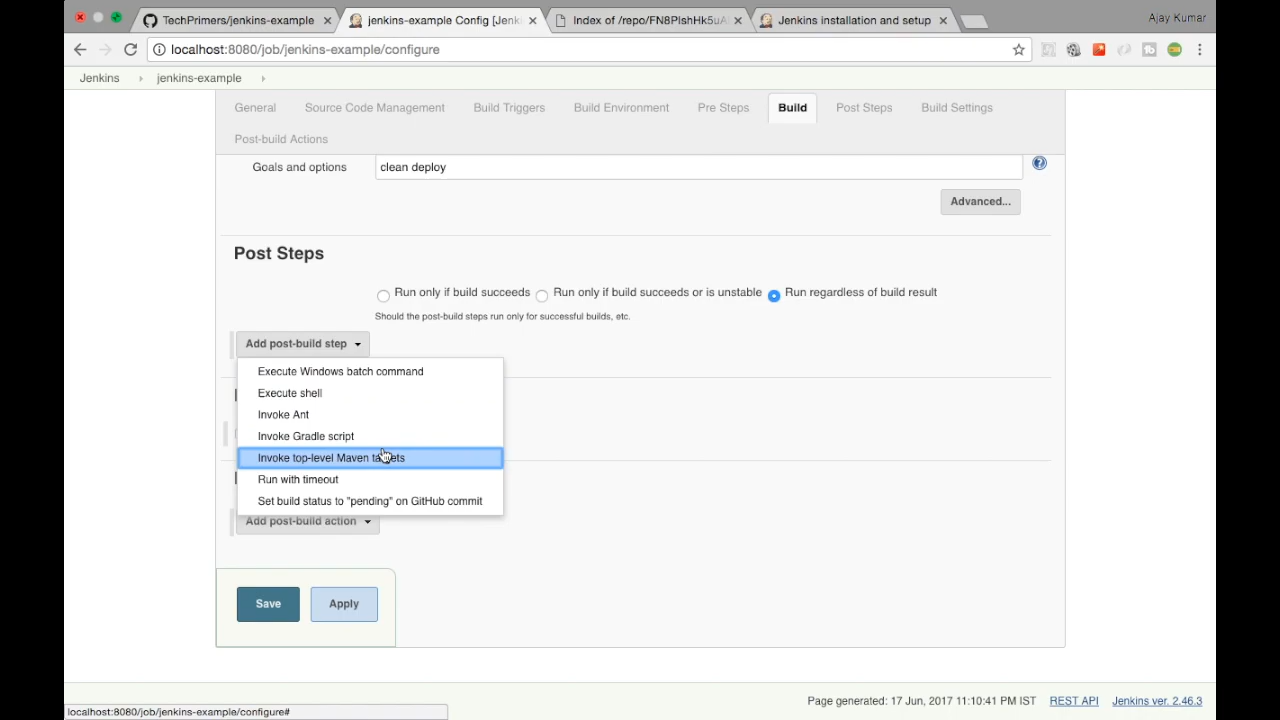 TechPrimers/jenkins-example
jenkins-example Config [Jenki
Index of /repo/FN8PIshHk5uA
Jenkins installation and setup
Ajay Kumar
localhost:8080/job/jenkins-example/configure
Jenkins
jenkins-example
General
Source Code Management
Build Triggers
Build Environment
Pre Steps
Build
Post Steps
Build Settings
Post-build Actions
Goals and options
clean deploy
Advanced...
Post Steps
Run only if build succeeds
Run only if build succeeds or is unstable
Run regardless of build result
Should the post-build steps run only for successful builds, etc.
Add post-build step
Execute Windows batch command
Execute shell
Invoke Ant
Invoke Gradle script
Invoke top-level Maven targets
Run with timeout
Set build status to "pending" on GitHub commit
Add post-build action
Save
Apply
Page generated: 17 Jun, 2017 11:10:41 PM IST
REST API
Jenkins ver. 2.46.3
localhost:8080/job/jenkins-example/configure#